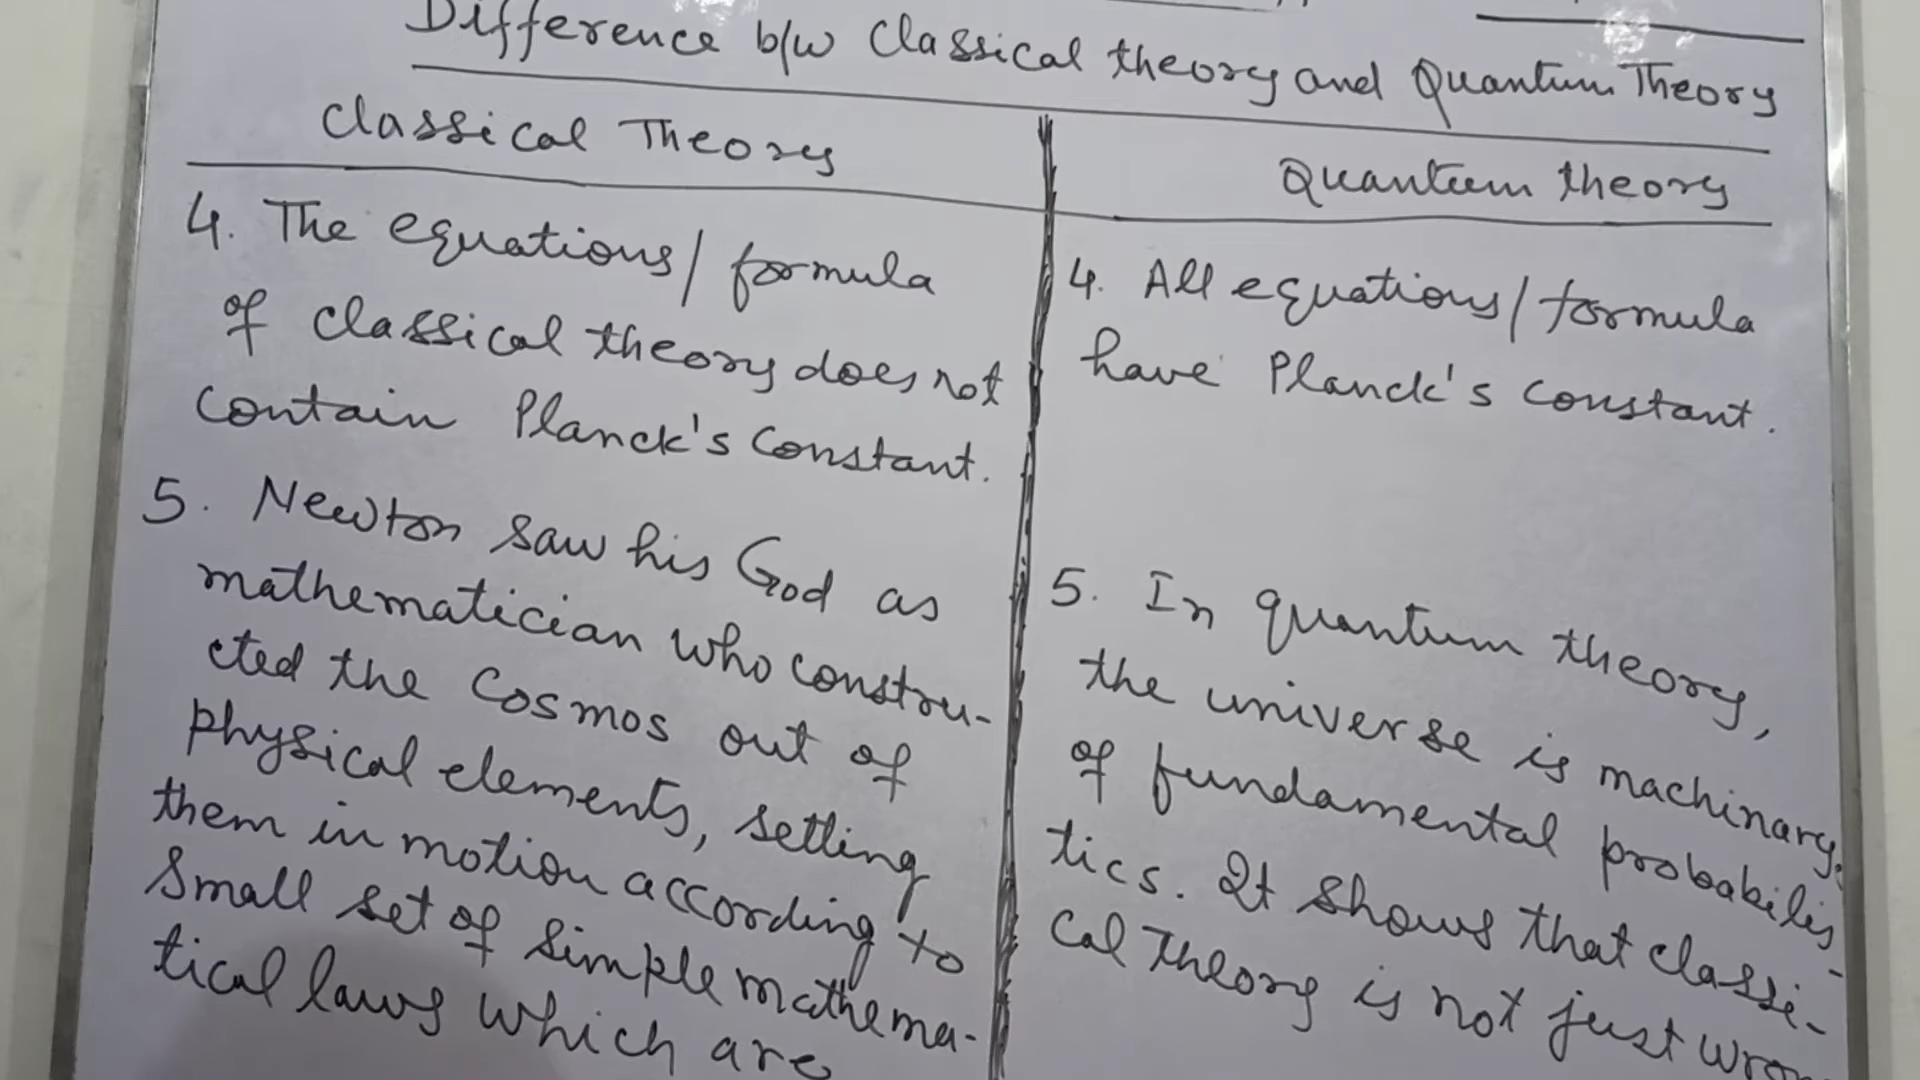 Difference b/w Classical theory and Quantum Theory
Classical Theory
4. The equations/formula
of classical theory does not
contain Planck's Constant.
5. Newton saw his God as
mathematician who constru-
cted the Cosmos out of
physical elements, setting
them in motion according to
Small set of simple mathema-
tical laws which are
Quantum theory
4. All equations/formula
have Planck's constant.
5. In quantum theory,
the universe is machinary
of fundamental probabilis-
tics. It shows that classi-
cal Theory is not just